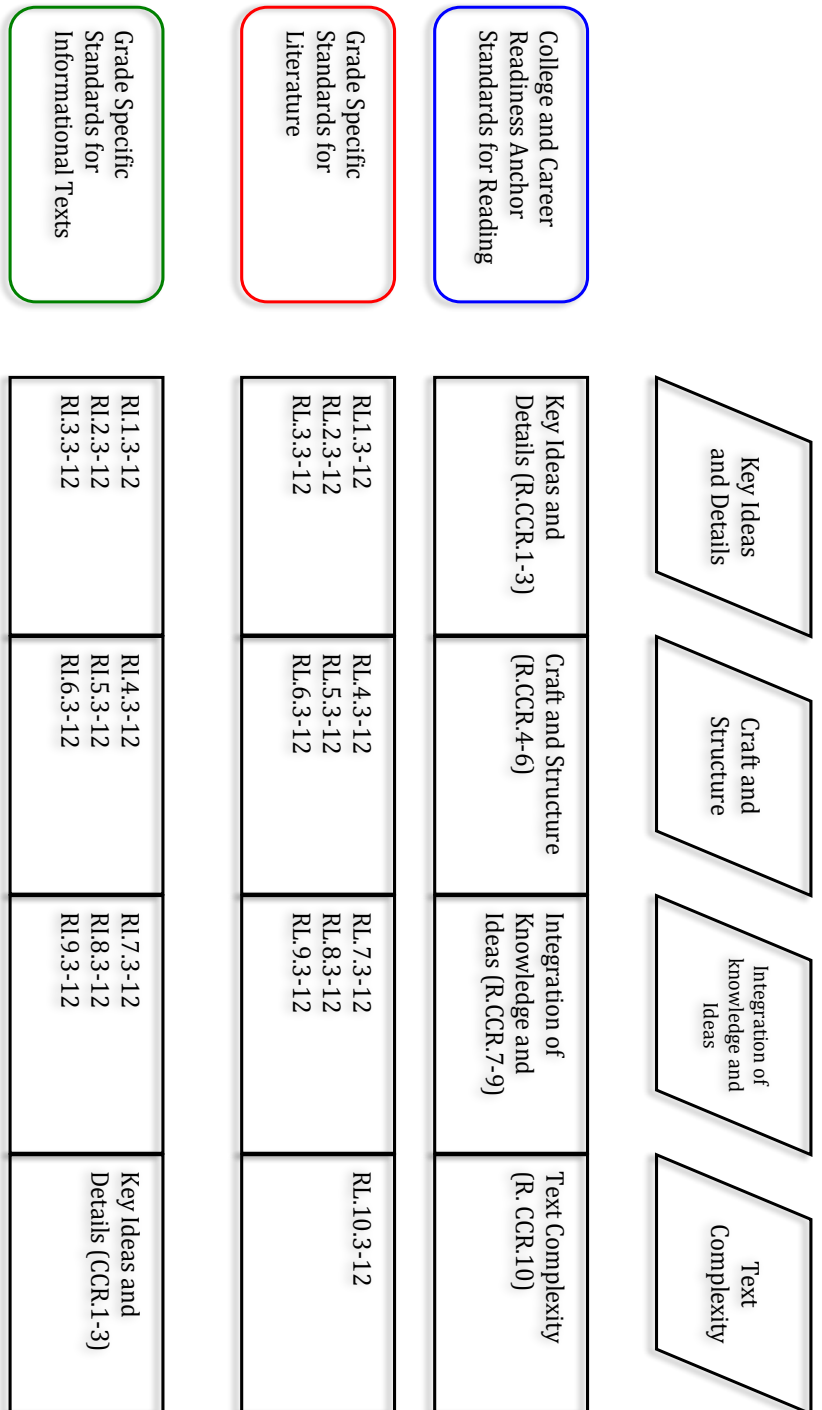 Key Ideas
and Details
Craft and
Structure
Integration of
knowledge and
Ideas
Text
Complexity
College and Career
Readiness Anchor
Standards for Reading
Key Ideas and
Details (R.CCR.1-3)
Craft and Structure
(R.CCR.4-6)
Integration of
Knowledge and
Ideas (R.CCR.7-9)
Text Complexity
(R. CCR.10)
Grade Specific
Standards for
Literature
RL.1.3-12
RL.2.3-12
RL.3.3-12
RL.4.3-12
RL.5.3-12
RL.6.3-12
RL.7.3-12
RL.8.3-12
RL.9.3-12
RL.10.3-12
Grade Specific
Standards for
Informational Texts
RI.1.3-12
RI.2.3-12
RI.3.3-12
RI.4.3-12
RI.5.3-12
RI.6.3-12
RI.7.3-12
RI.8.3-12
RI.9.3-12
Key Ideas and
Details (CCR.1-3)